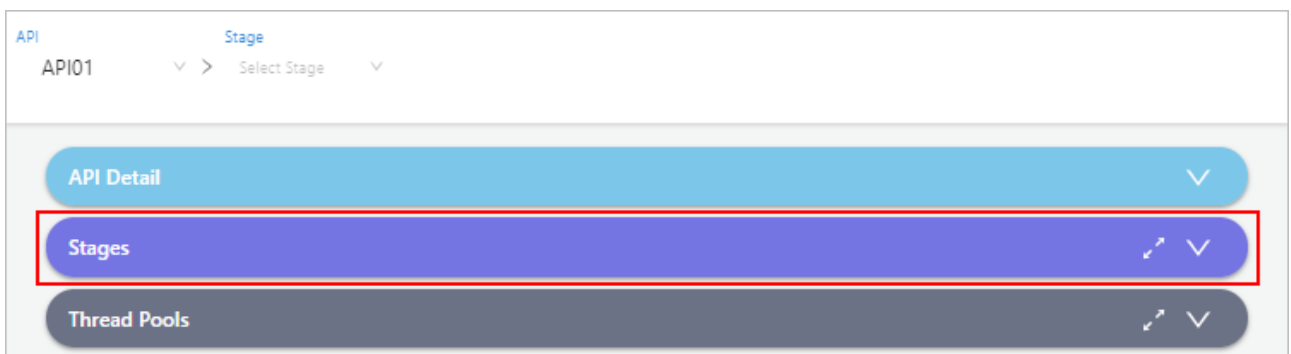 API Stage
API01 > Select Stage
API Detail
Stages
Thread Pools